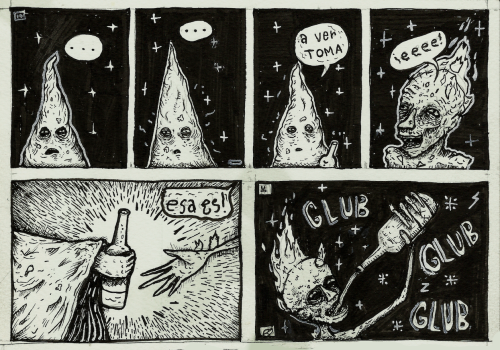 ...
...
a ver
TOMA
¡eeee!
esa es!
GLUB
GLUB
GLUB